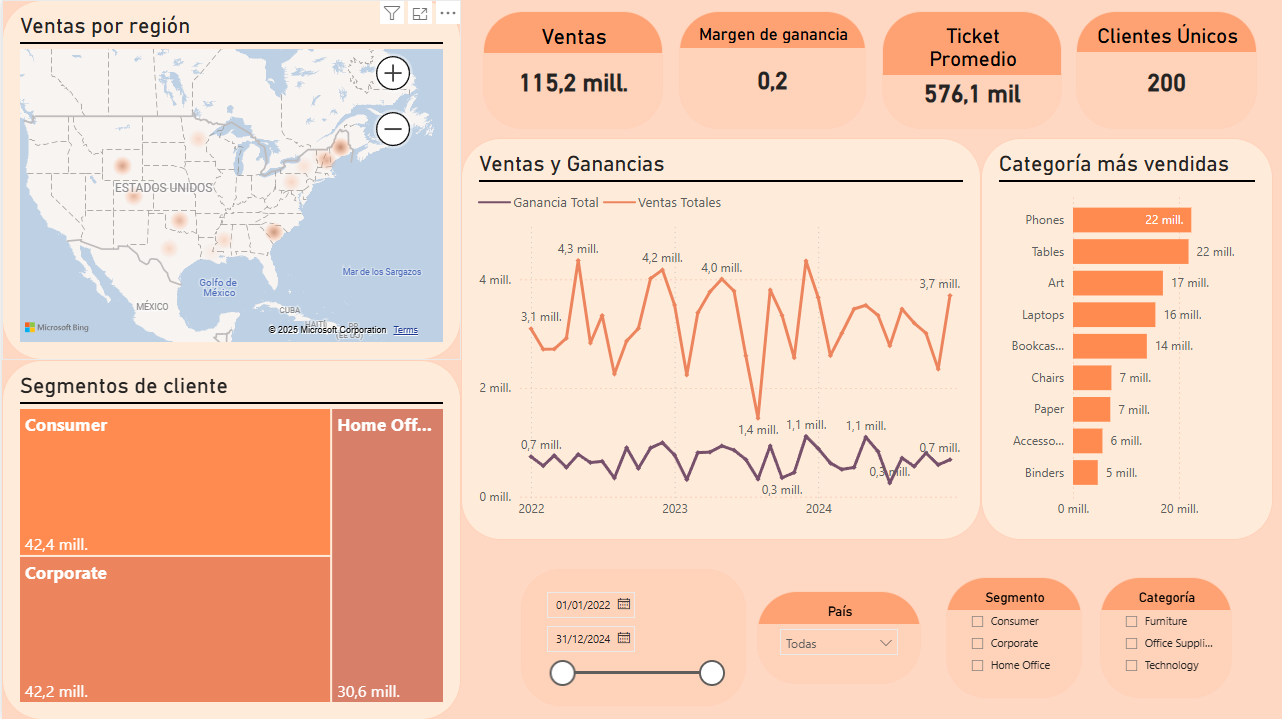 Ventas por región
ESTADOS UNIDOS
Golfo de
México
Mar de los Sargazos
MÉXICO
CUBA
HAITÍ
Microsoft Bing
© 2025 Microsoft Corporation Terms
Segmentos de cliente
Consumer
42,4 mill.
Corporate
42,2 mill.
Home Off...
30,6 mill.
Ventas
115,2 mill.
Margen de ganancia
0,2
Ticket
Promedio
576,1 mil
Clientes Únicos
200
Ventas y Ganancias
Ganancia Total
Ventas Totales
4 mill.
2 mill.
0 mill.
3,1 mill.
4,3 mill.
4,2 mill.
4,0 mill.
3,7 mill.
1,4 mill.
0,7 mill.
1,1 mill.
1,1 mill.
0,7 mill.
0,3 mill.
0,3 mill.
2022
2023
2024
Categoría más vendidas
Phones 22 mill.
Tables 22 mill.
Art 17 mill.
Laptops 16 mill.
Bookcas... 14 mill.
Chairs 7 mill.
Paper 7 mill.
Accesso... 6 mill.
Binders 5 mill.
0 mill.
20 mill.
01/01/2022
31/12/2024
País
Todas
Segmento
Consumer
Corporate
Home Office
Categoría
Furniture
Office Suppli...
Technology